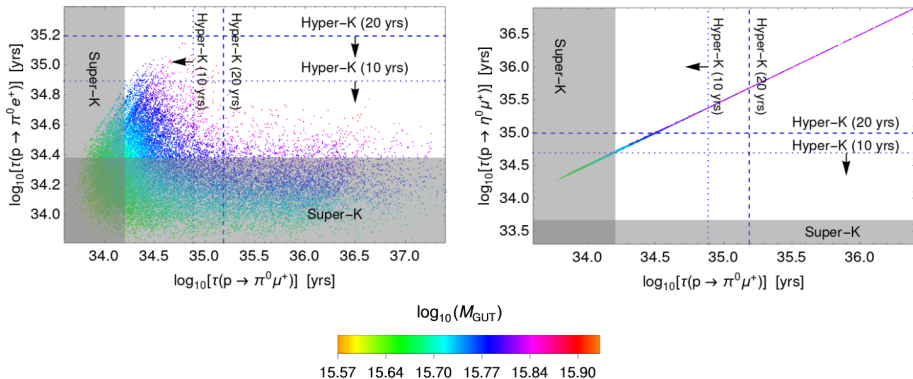 Hyper-K (20 yrs)
Hyper-K (10 yrs)
Super-K
Hyper-K (10 yrs)
Hyper-K (20 yrs)
Super-K
log₁₀[τ(p → π⁰e⁺)] [yrs]
35.2
35.0
34.8
34.6
34.4
34.2
34.0
33.5 34.0 34.5 35.0 35.5 36.0 36.5 37.0
log₁₀[τ(p → π⁰μ⁺)] [yrs]
Super-K
Hyper-K (10 yrs)
Hyper-K (20 yrs)
Hyper-K (20 yrs)
Hyper-K (10 yrs)
Super-K
log₁₀[τ(p → η⁰μ⁺)] [yrs]
36.5
36.0
35.5
35.0
34.5
34.0
33.5
34.0 34.5 35.0 35.5 36.0
log₁₀[τ(p → π⁰μ⁺)] [yrs]
log₁₀(M_GUT)
15.57 15.64 15.70 15.77 15.84 15.90